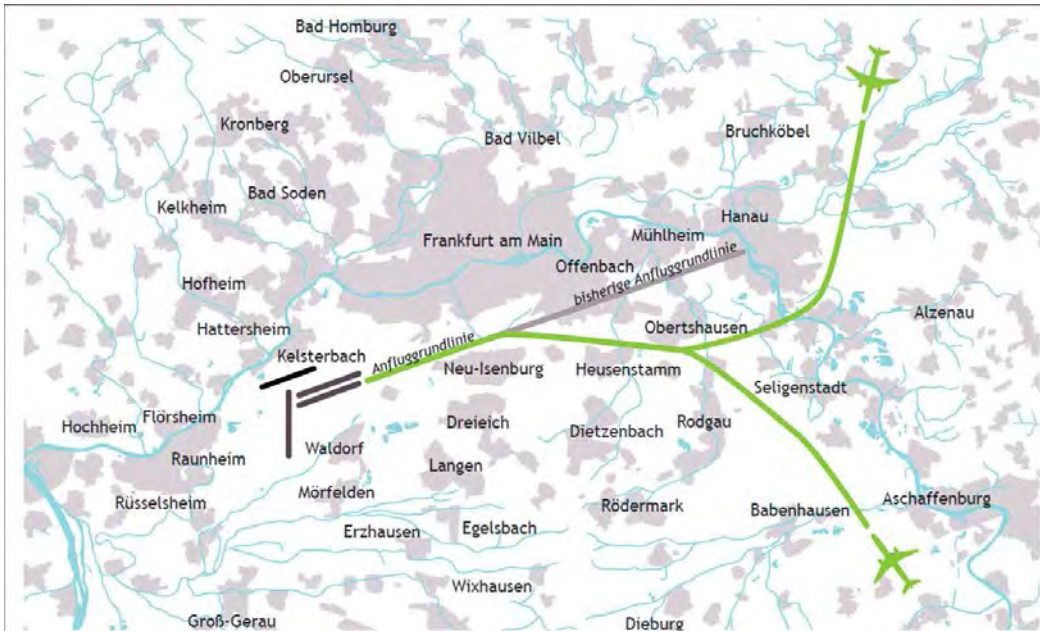 Bad Homburg
Oberursel
Kronberg
Bad Vilbel
Bruchköbel
Bad Soden
Kelkheim
Hanau
Frankfurt am Main
Mühlheim
Offenbach
bisherige Anfluggrundlinie
Hofheim
Hattersheim
Obertshausen
Alzenau
Kelsterbach
Anfluggrundlinie
Neu-Isenburg
Heusenstamm
Seligenstadt
Flörsheim
Hochheim
Dreieich
Dietzenbach
Rodgau
Raunheim
Waldorf
Langen
Rüsselsheim
Mörfelden
Rödermark
Babenhausen
Aschaffenburg
Erzhausen
Egelsbach
Wixhausen
Groß-Gerau
Dieburg